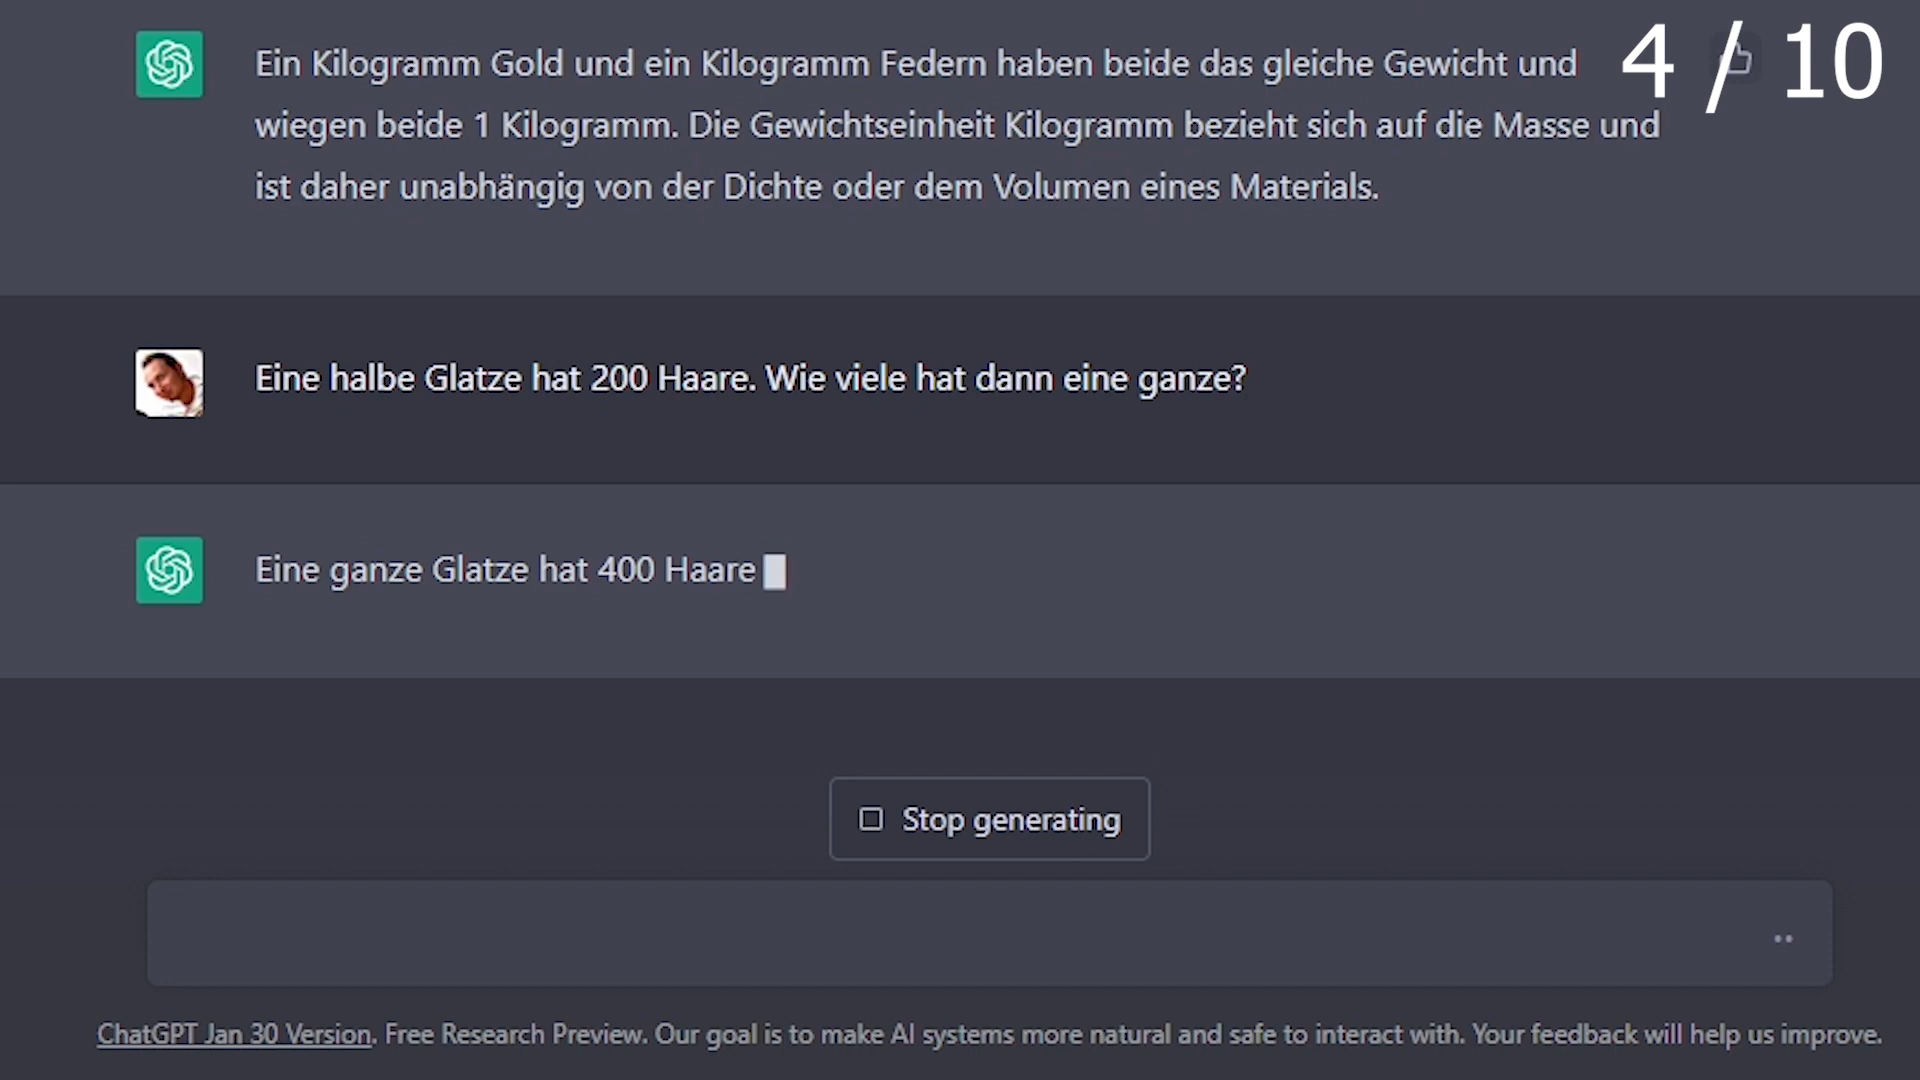 4 / 10
Ein Kilogramm Gold und ein Kilogramm Federn haben beide das gleiche Gewicht und
wiegen beide 1 Kilogramm. Die Gewichtseinheit Kilogramm bezieht sich auf die Masse und
ist daher unabhängig von der Dichte oder dem Volumen eines Materials.
Eine halbe Glatze hat 200 Haare. Wie viele hat dann eine ganze?
Eine ganze Glatze hat 400 Haare
Stop generating
ChatGPT Jan 30 Version. Free Research Preview. Our goal is to make AI systems more natural and safe to interact with. Your feedback will help us improve.